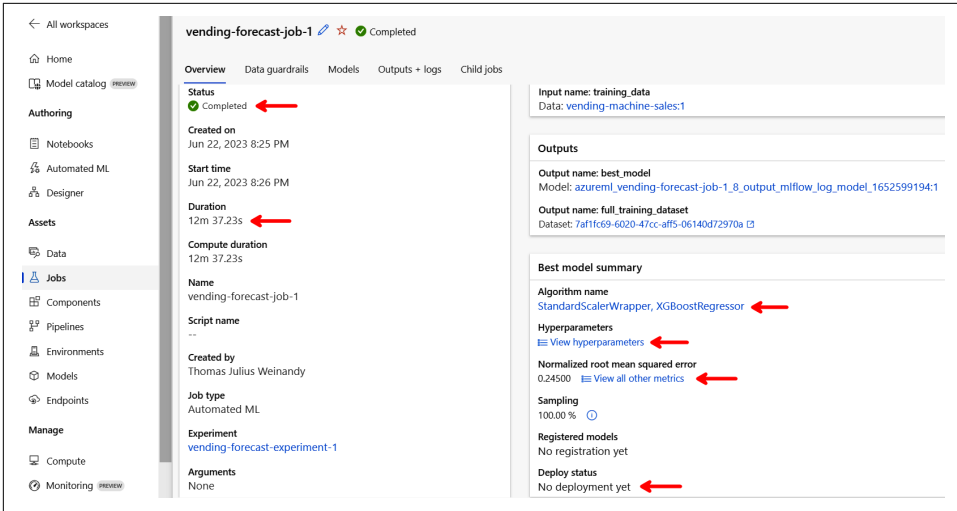 All workspaces
Home
Model catalog PREVIEW
Authoring
Notebooks
Automated ML
Designer
Assets
Data
Jobs
Components
Pipelines
Environments
Models
Endpoints
Manage
Compute
Monitoring PREVIEW
vending-forecast-job-1 Completed
Overview Data guardrails Models Outputs + logs Child jobs
Status
Completed
Created on
Jun 22, 2023 8:25 PM
Start time
Jun 22, 2023 8:26 PM
Duration
12m 37.23s
Compute duration
12m 37.23s
Name
vending-forecast-job-1
Script name
--
Created by
Thomas Julius Weinandy
Job type
Automated ML
Experiment
vending-forecast-experiment-1
Arguments
None
Input name: training_data
Data: vending-machine-sales:1
Outputs
Output name: best_model
Model: azureml_vending-forecast-job-1_8_output_mlflow_log_model_1652599194:1
Output name: full_training_dataset
Dataset: 7af1fc69-6020-47cc-aff5-06140d72970a
Best model summary
Algorithm name
StandardScalerWrapper, XGBoostRegressor
Hyperparameters
View hyperparameters
Normalized root mean squared error
0.24500 View all other metrics
Sampling
100.00 %
Registered models
No registration yet
Deploy status
No deployment yet